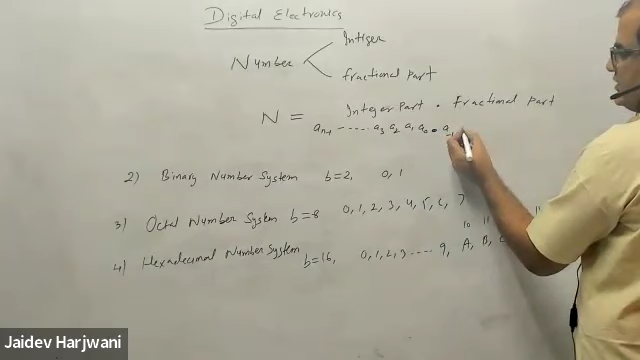 Digital Electronics
Number
Intiger
fractional part
N = Integer part . fractional part
aₙ₋₁ ------ a₃ a₂ a₁ a₀ . a₋₁
2) Binary Number System b=2, 0, 1
3) Octal Number System b=8 0, 1, 2, 3, 4, 5, 6, 7
10 11
4) Hexadecimal Number System b=16, 0, 1, 2, 3 ---- 9, A, B, C
Jaidev Harjwani